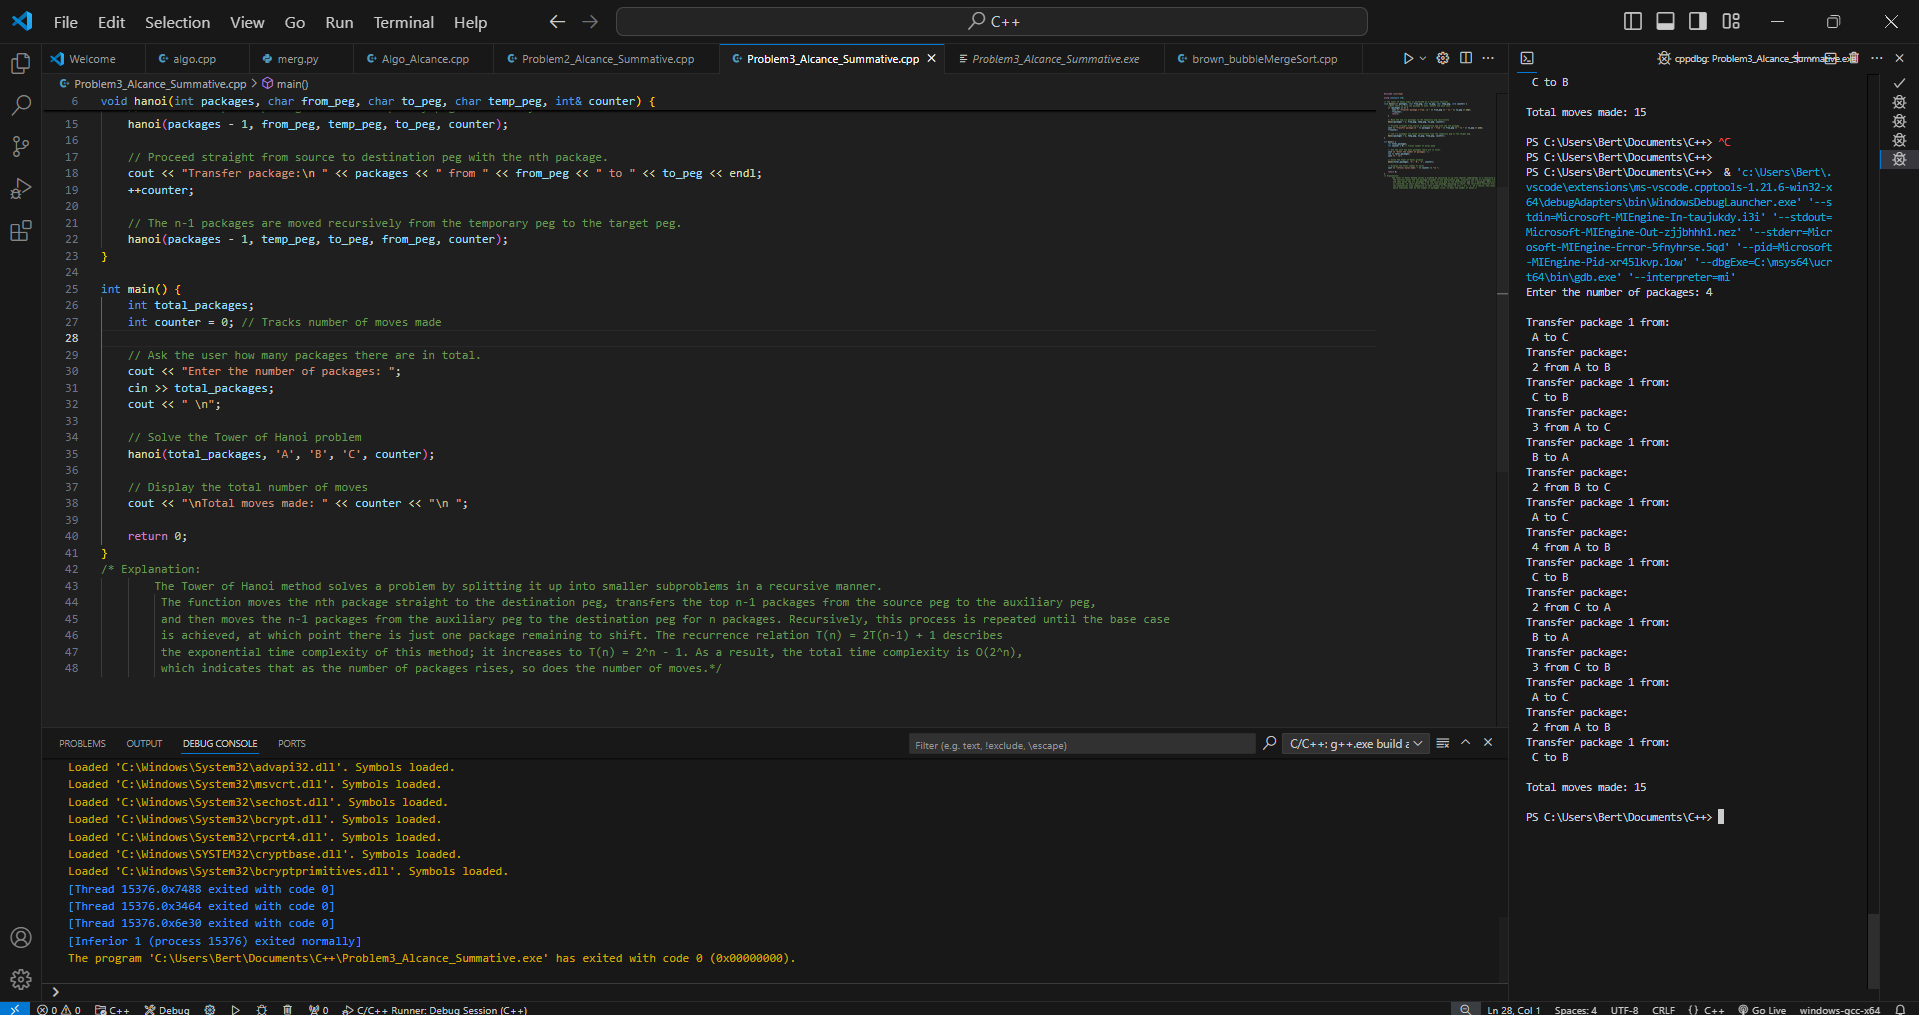 File Edit Selection View Go Run Terminal Help
C++
Welcome
algo.cpp
merg.py
Algo_Alcance.cpp
Problem2_Alcance_Summative.cpp
Problem3_Alcance_Summative.cpp
Problem3_Alcance_Summative.exe
brown_bubbleMergeSort.cpp
Problem3_Alcance_Summative.cpp > main()
6 void hanoi(int packages, char from_peg, char to_peg, char temp_peg, int& counter) {
15 hanoi(packages - 1, from_peg, temp_peg, to_peg, counter);
16
17 // Proceed straight from source to destination peg with the nth package.
18 cout << "Transfer package:\n " << packages << " from " << from_peg << " to " << to_peg << endl;
19 ++counter;
20
21 // The n-1 packages are moved recursively from the temporary peg to the target peg.
22 hanoi(packages - 1, temp_peg, to_peg, from_peg, counter);
23 }
24
25 int main() {
26 int total_packages;
27 int counter = 0; // Tracks number of moves made
28
29 // Ask the user how many packages there are in total.
30 cout << "Enter the number of packages: ";
31 cin >> total_packages;
32 cout << " \n";
33
34 // Solve the Tower of Hanoi problem
35 hanoi(total_packages, 'A', 'B', 'C', counter);
36
37 // Display the total number of moves
38 cout << "\nTotal moves made: " << counter << "\n ";
39
40 return 0;
41 }
42 /* Explanation:
43 The Tower of Hanoi method solves a problem by splitting it up into smaller subproblems in a recursive manner.
44 The function moves the nth package straight to the destination peg, transfers the top n-1 packages from the source peg to the auxiliary peg,
45 and then moves the n-1 packages from the auxiliary peg to the destination peg for n packages. Recursively, this process is repeated until the base case
46 is achieved, at which point there is just one package remaining to shift. The recurrence relation T(n) = 2T(n-1) + 1 describes
47 the exponential time complexity of this method; it increases to T(n) = 2^n - 1. As a result, the total time complexity is O(2^n),
48 which indicates that as the number of packages rises, so does the number of moves.*/
PROBLEMS OUTPUT DEBUG CONSOLE PORTS
Filter (e.g. text, !exclude, \escape)
C/C++: g++.exe build a
Loaded 'C:\Windows\System32\advapi32.dll'. Symbols loaded.
Loaded 'C:\Windows\System32\msvcrt.dll'. Symbols loaded.
Loaded 'C:\Windows\System32\sechost.dll'. Symbols loaded.
Loaded 'C:\Windows\System32\bcrypt.dll'. Symbols loaded.
Loaded 'C:\Windows\System32\rpcrt4.dll'. Symbols loaded.
Loaded 'C:\Windows\SYSTEM32\cryptbase.dll'. Symbols loaded.
Loaded 'C:\Windows\System32\bcryptprimitives.dll'. Symbols loaded.
[Thread 15376.0x7488 exited with code 0]
[Thread 15376.0x3464 exited with code 0]
[Thread 15376.0x6e30 exited with code 0]
[Inferior 1 (process 15376) exited normally]
The program 'C:\Users\Bert\Documents\C++\Problem3_Alcance_Summative.exe' has exited with code 0 (0x00000000).
cppdbg: Problem3_Alcance_Summative.exe
C to B
Total moves made: 15
PS C:\Users\Bert\Documents\C++> ^C
PS C:\Users\Bert\Documents\C++>
PS C:\Users\Bert\Documents\C++> & 'c:\Users\Bert\.
vscode\extensions\ms-vscode.cpptools-1.21.6-win32-x
64\debugAdapters\bin\WindowsDebugLauncher.exe' '--s
tdin=Microsoft-MIEngine-In-taujukdy.i3i' '--stdout=
Microsoft-MIEngine-Out-zjjbhhh1.nez' '--stderr=Micr
osoft-MIEngine-Error-5fnyhrse.5qd' '--pid=Microsoft
-MIEngine-Pid-xr45lkvp.1ow' '--dbgExe=C:\msys64\ucr
t64\bin\gdb.exe' '--interpreter=mi'
Enter the number of packages: 4
Transfer package 1 from:
A to C
Transfer package:
2 from A to B
Transfer package 1 from:
C to B
Transfer package:
3 from A to C
Transfer package 1 from:
B to A
Transfer package:
2 from B to C
Transfer package 1 from:
A to C
Transfer package:
4 from A to B
Transfer package 1 from:
C to B
Transfer package:
2 from C to A
Transfer package 1 from:
B to A
Transfer package:
3 from C to B
Transfer package 1 from:
A to C
Transfer package:
2 from A to B
Transfer package 1 from:
C to B
Total moves made: 15
PS C:\Users\Bert\Documents\C++>
0 0 C++ Debug 0 C/C++ Runner: Debug Session (C++)
Ln 28, Col 1 Spaces: 4 UTF-8 CRLF {} C++ Go Live windows-gcc-x64